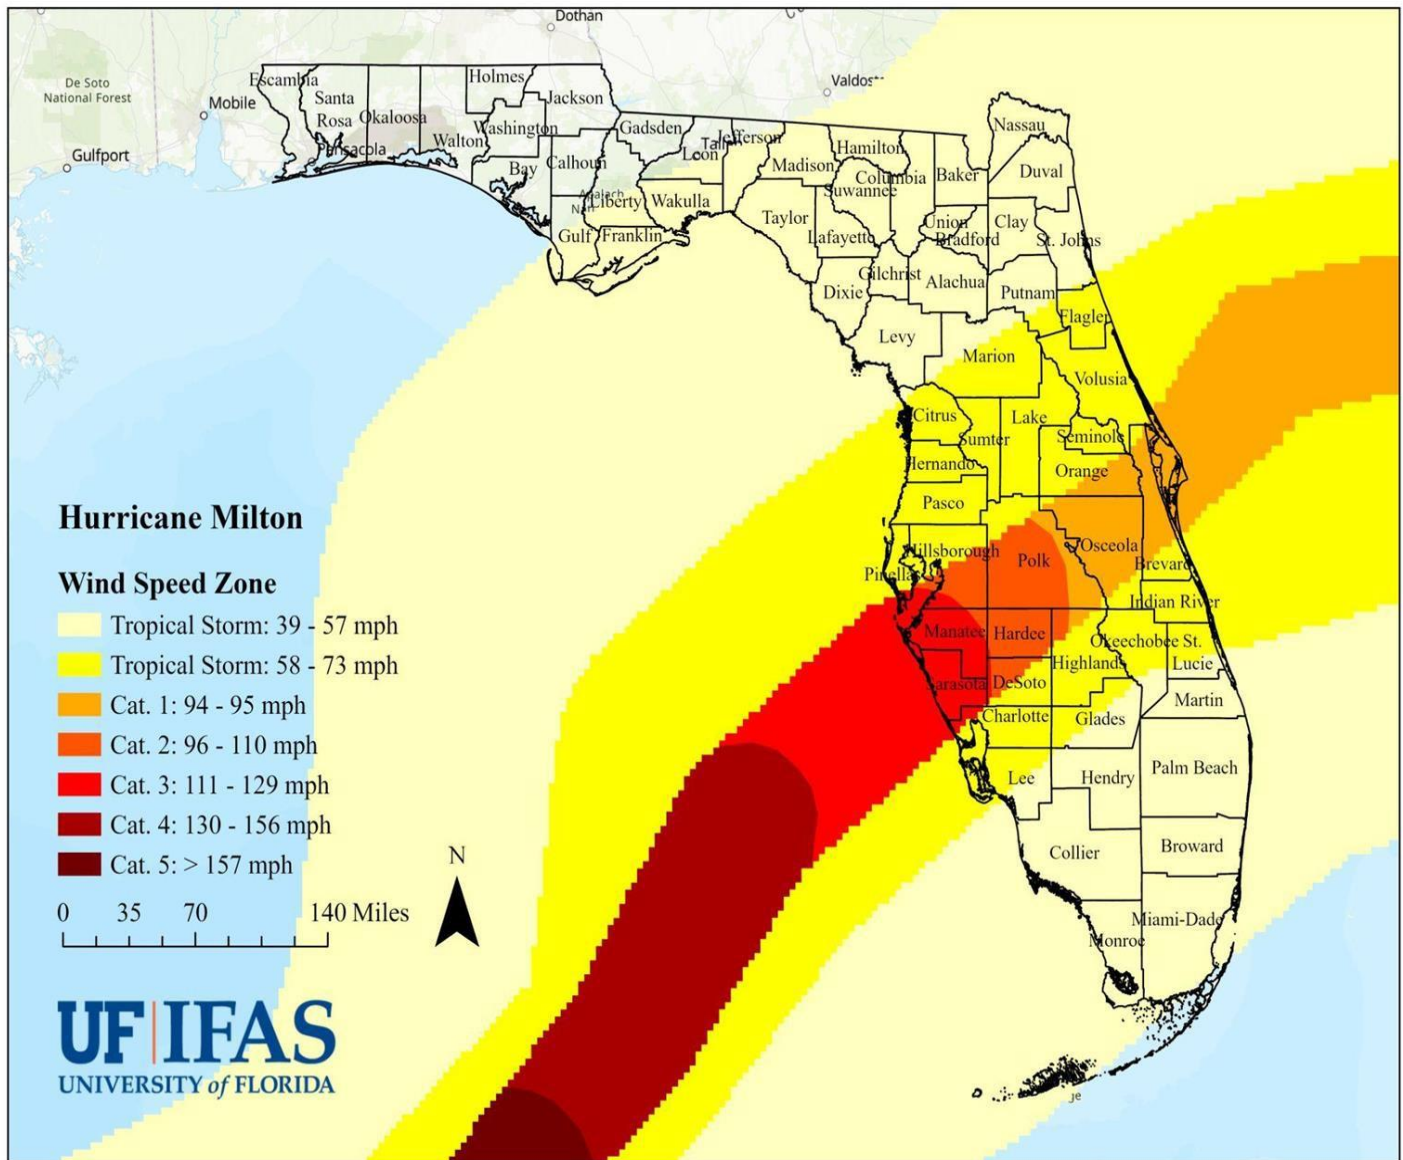 Dothan
De Soto
National Forest
Mobile
Gulfport
Pensacola
Escambia
Santa
Rosa
Okaloosa
Walton
Holmes
Washington
Jackson
Bay
Calhoun
Gulf
Gadsden
Liberty
Franklin
Leon
Wakulla
Jefferson
Madison
Taylor
Hamilton
Suwannee
Lafayette
Columbia
Baker
Nassau
Duval
Union
Bradford
Clay
St. Johns
Dixie
Gilchrist
Alachua
Putnam
Flagler
Levy
Marion
Volusia
Citrus
Sumter
Lake
Seminole
Hernando
Orange
Pasco
Hillsborough
Pinellas
Polk
Osceola
Brevard
Indian River
Manatee
Hardee
Highlands
Okeechobee
St.
Lucie
Sarasota
DeSoto
Martin
Charlotte
Glades
Lee
Hendry
Palm Beach
Collier
Broward
Monroe
Miami-Dade
Hurricane Milton
Wind Speed Zone
Tropical Storm: 39 - 57 mph
Tropical Storm: 58 - 73 mph
Cat. 1: 94 - 95 mph
Cat. 2: 96 - 110 mph
Cat. 3: 111 - 129 mph
Cat. 4: 130 - 156 mph
Cat. 5: > 157 mph
0 35 70 140 Miles
N
UF|IFAS
UNIVERSITY of FLORIDA